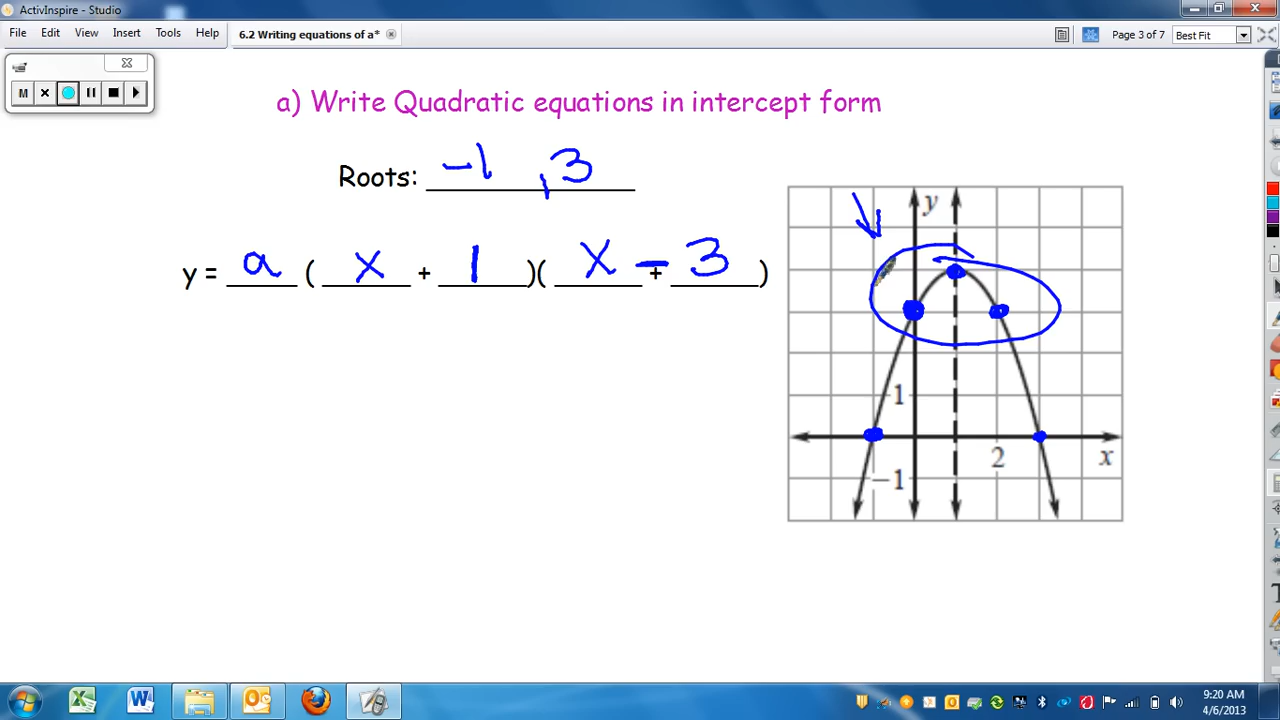 ActivInspire - Studio
File Edit View Insert Tools Help
6.2 Writing equations of a*
Page 3 of 7
Best Fit
M
a) Write Quadratic equations in intercept form
Roots: -1 , 3
y = a ( x + 1 )( x - 3 )
y
1
2
x
-1
9:20 AM
4/6/2013